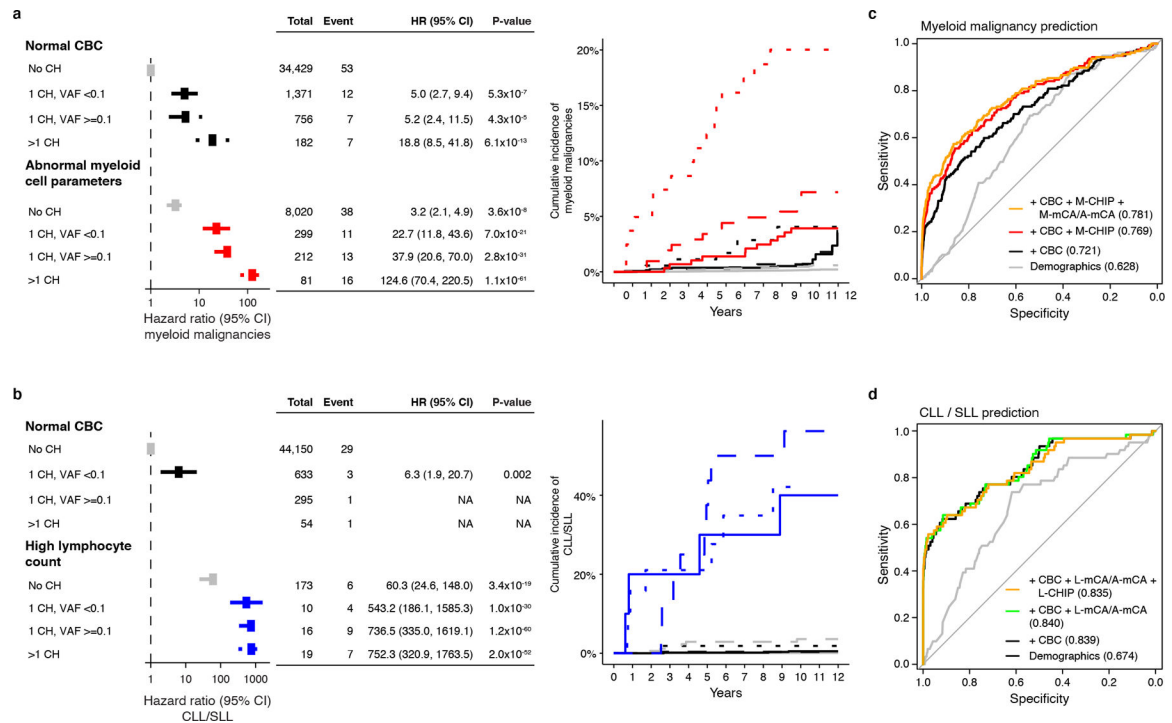 a
Total Event HR (95% CI) P-value
Normal CBC
No CH 34,429 53
1 CH, VAF <0.1 1,371 12 5.0 (2.7, 9.4) 5.3x10-7
1 CH, VAF >=0.1 756 7 5.2 (2.4, 11.5) 4.3x10-5
>1 CH 182 7 18.8 (8.5, 41.8) 6.1x10-13
Abnormal myeloid
cell parameters
No CH 8,020 38 3.2 (2.1, 4.9) 3.6x10-8
1 CH, VAF <0.1 299 11 22.7 (11.8, 43.6) 7.0x10-21
1 CH, VAF >=0.1 212 13 37.9 (20.6, 70.0) 2.8x10-31
>1 CH 81 16 124.6 (70.4, 220.5) 1.1x10-61
1 10 100
Hazard ratio (95% CI)
myeloid malignancies
Cumulative incidence of
myeloid malignancies
20%
15%
10%
5%
0%
0 1 2 3 4 5 6 7 8 9 10 11 12
Years
c
Myeloid malignancy prediction
Sensitivity
1.0
0.8
0.6
0.4
0.2
0.0
+ CBC + M-CHIP +
M-mCA/A-mCA (0.781)
+ CBC + M-CHIP (0.769)
+ CBC (0.721)
Demographics (0.628)
1.0 0.8 0.6 0.4 0.2 0.0
Specificity
b
Total Event HR (95% CI) P-value
Normal CBC
No CH 44,150 29
1 CH, VAF <0.1 633 3 6.3 (1.9, 20.7) 0.002
1 CH, VAF >=0.1 295 1 NA NA
>1 CH 54 1 NA NA
High lymphocyte
count
No CH 173 6 60.3 (24.6, 148.0) 3.4x10-19
1 CH, VAF <0.1 10 4 543.2 (186.1, 1585.3) 1.0x10-30
1 CH, VAF >=0.1 16 9 736.5 (335.0, 1619.1) 1.2x10-60
>1 CH 19 7 752.3 (320.9, 1763.5) 2.0x10-52
1 10 100 1000
Hazard ratio (95% CI)
CLL/SLL
Cumulative incidence of
CLL/SLL
40%
20%
0%
0 1 2 3 4 5 6 7 8 9 10 11 12
Years
d
CLL / SLL prediction
Sensitivity
1.0
0.8
0.6
0.4
0.2
0.0
+ CBC + L-mCA/A-mCA +
L-CHIP (0.835)
+ CBC + L-mCA/A-mCA
(0.840)
+ CBC (0.839)
Demographics (0.674)
1.0 0.8 0.6 0.4 0.2 0.0
Specificity